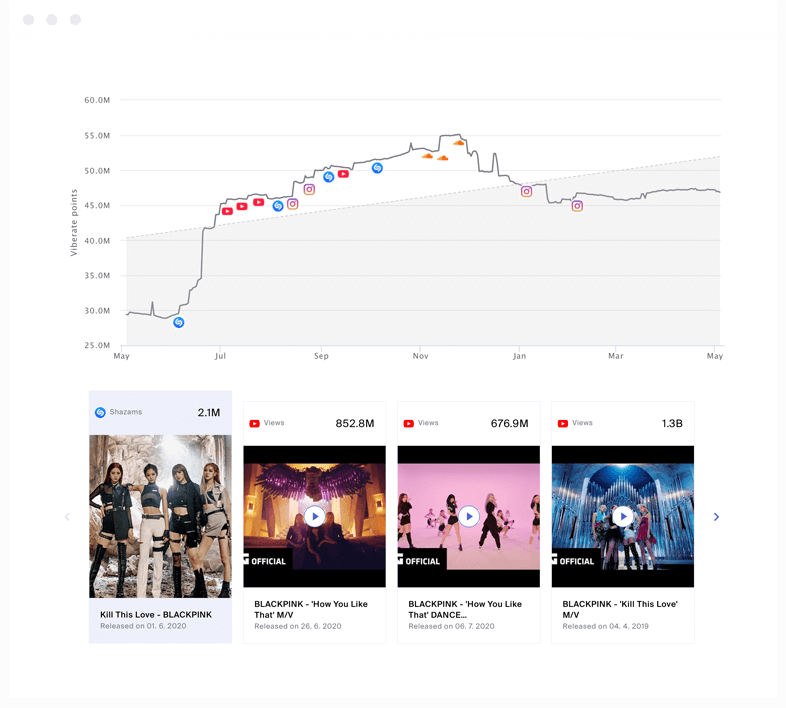 60.0M
55.0M
50.0M
45.0M
40.0M
35.0M
30.0M
25.0M
Viberate points
May Jul Sep Nov Jan Mar May
Shazams 2.1M
Kill This Love - BLACKPINK
Released on 01. 6. 2020
Views 852.8M
G OFFICIAL
BLACKPINK - 'How You Like
That' M/V
Released on 26. 6. 2020
Views 676.9M
G OFFICIAL
BLACKPINK - 'How You Like
That' DANCE...
Released on 06. 7. 2020
Views 1.3B
G OFFICIAL
BLACKPINK - 'Kill This Love'
M/V
Released on 04. 4. 2019